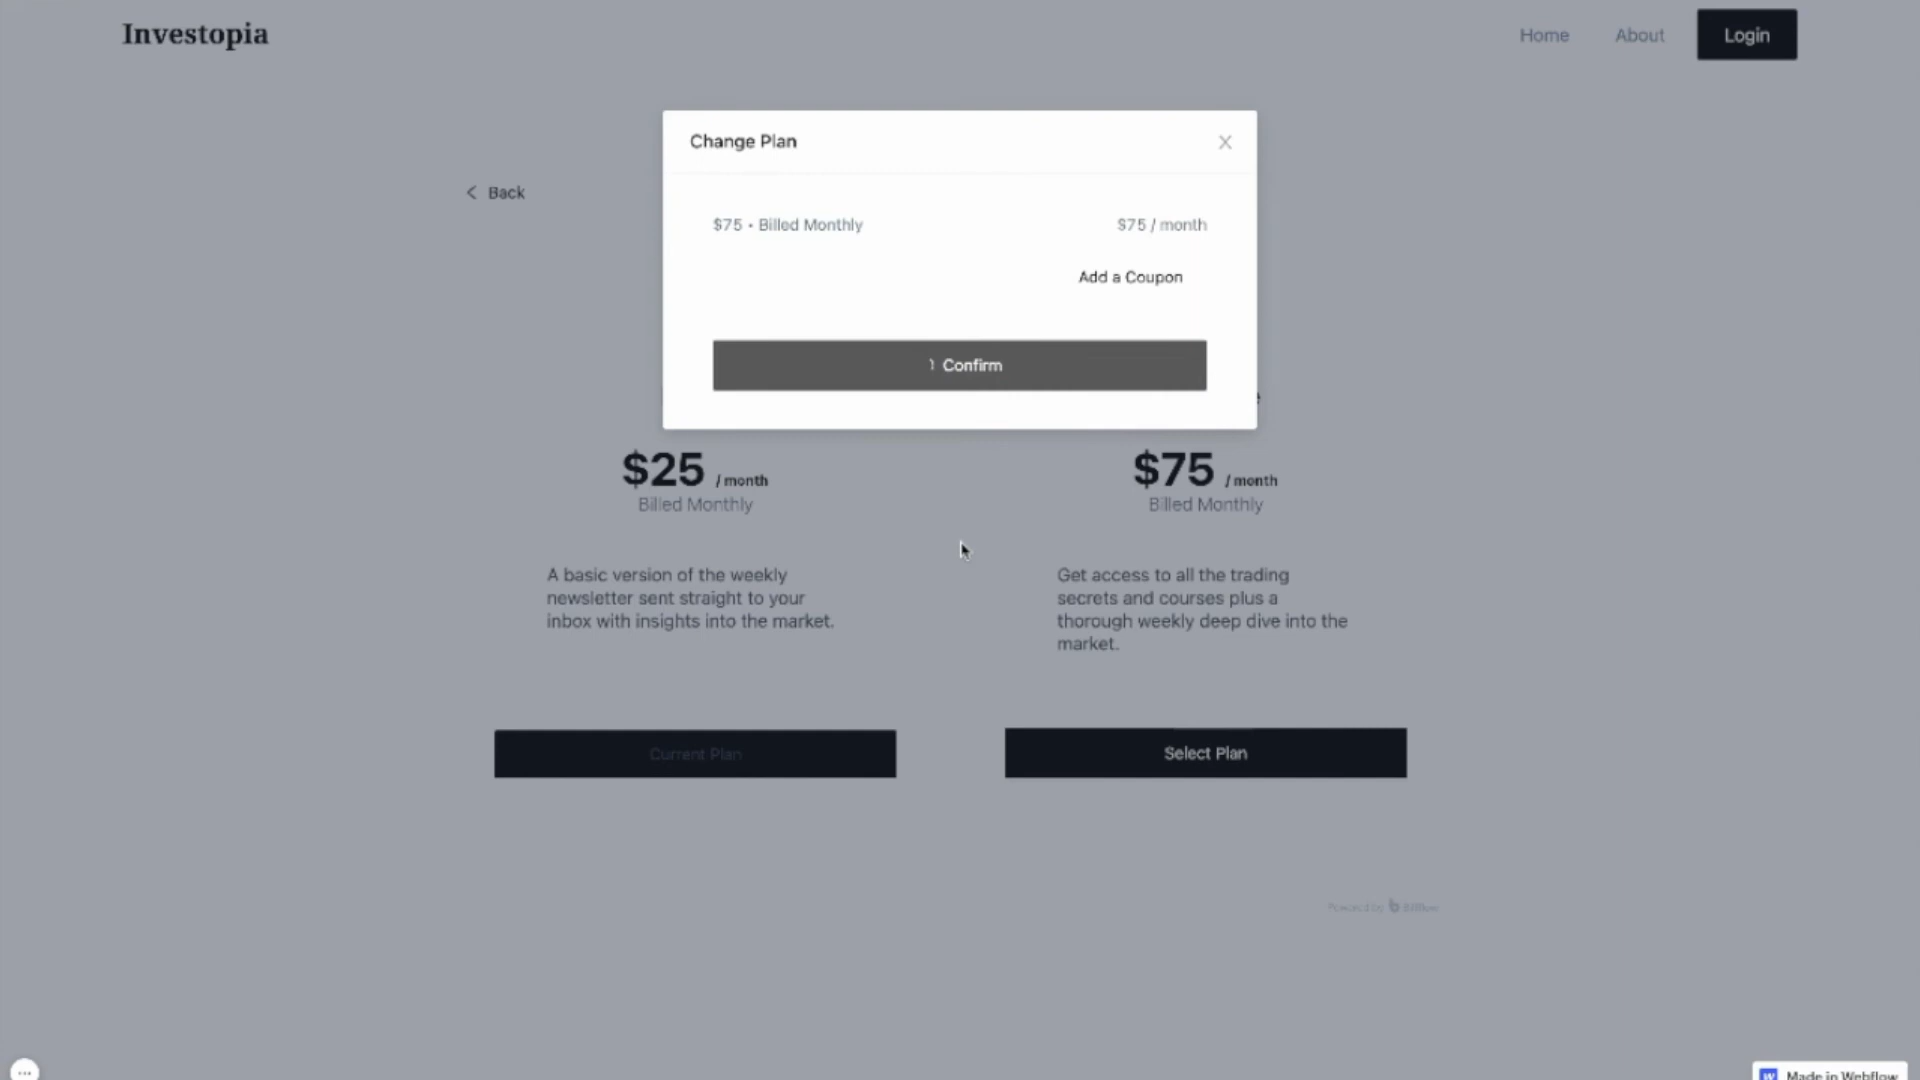 Investopia
Home
About
Login
Change Plan
Back
$75 • Billed Monthly
$75 / month
Add a Coupon
Confirm
$25 / month
Billed Monthly
$75 / month
Billed Monthly
A basic version of the weekly
newsletter sent straight to your
inbox with insights into the market.
Get access to all the trading
secrets and courses plus a
thorough weekly deep dive into the
market.
Current Plan
Select Plan
Powered by Billflow
Made in Webflow